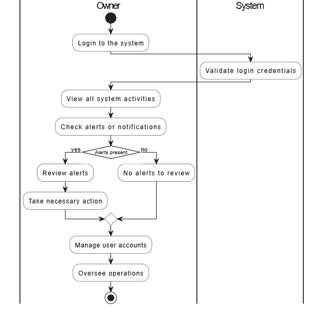 Owner
System
Login to the system
Validate login credentials
View all system activities
Check alerts or notifications
yes
Alerts present
no
Review alerts
No alerts to review
Take necessary action
Manage user accounts
Oversee operations